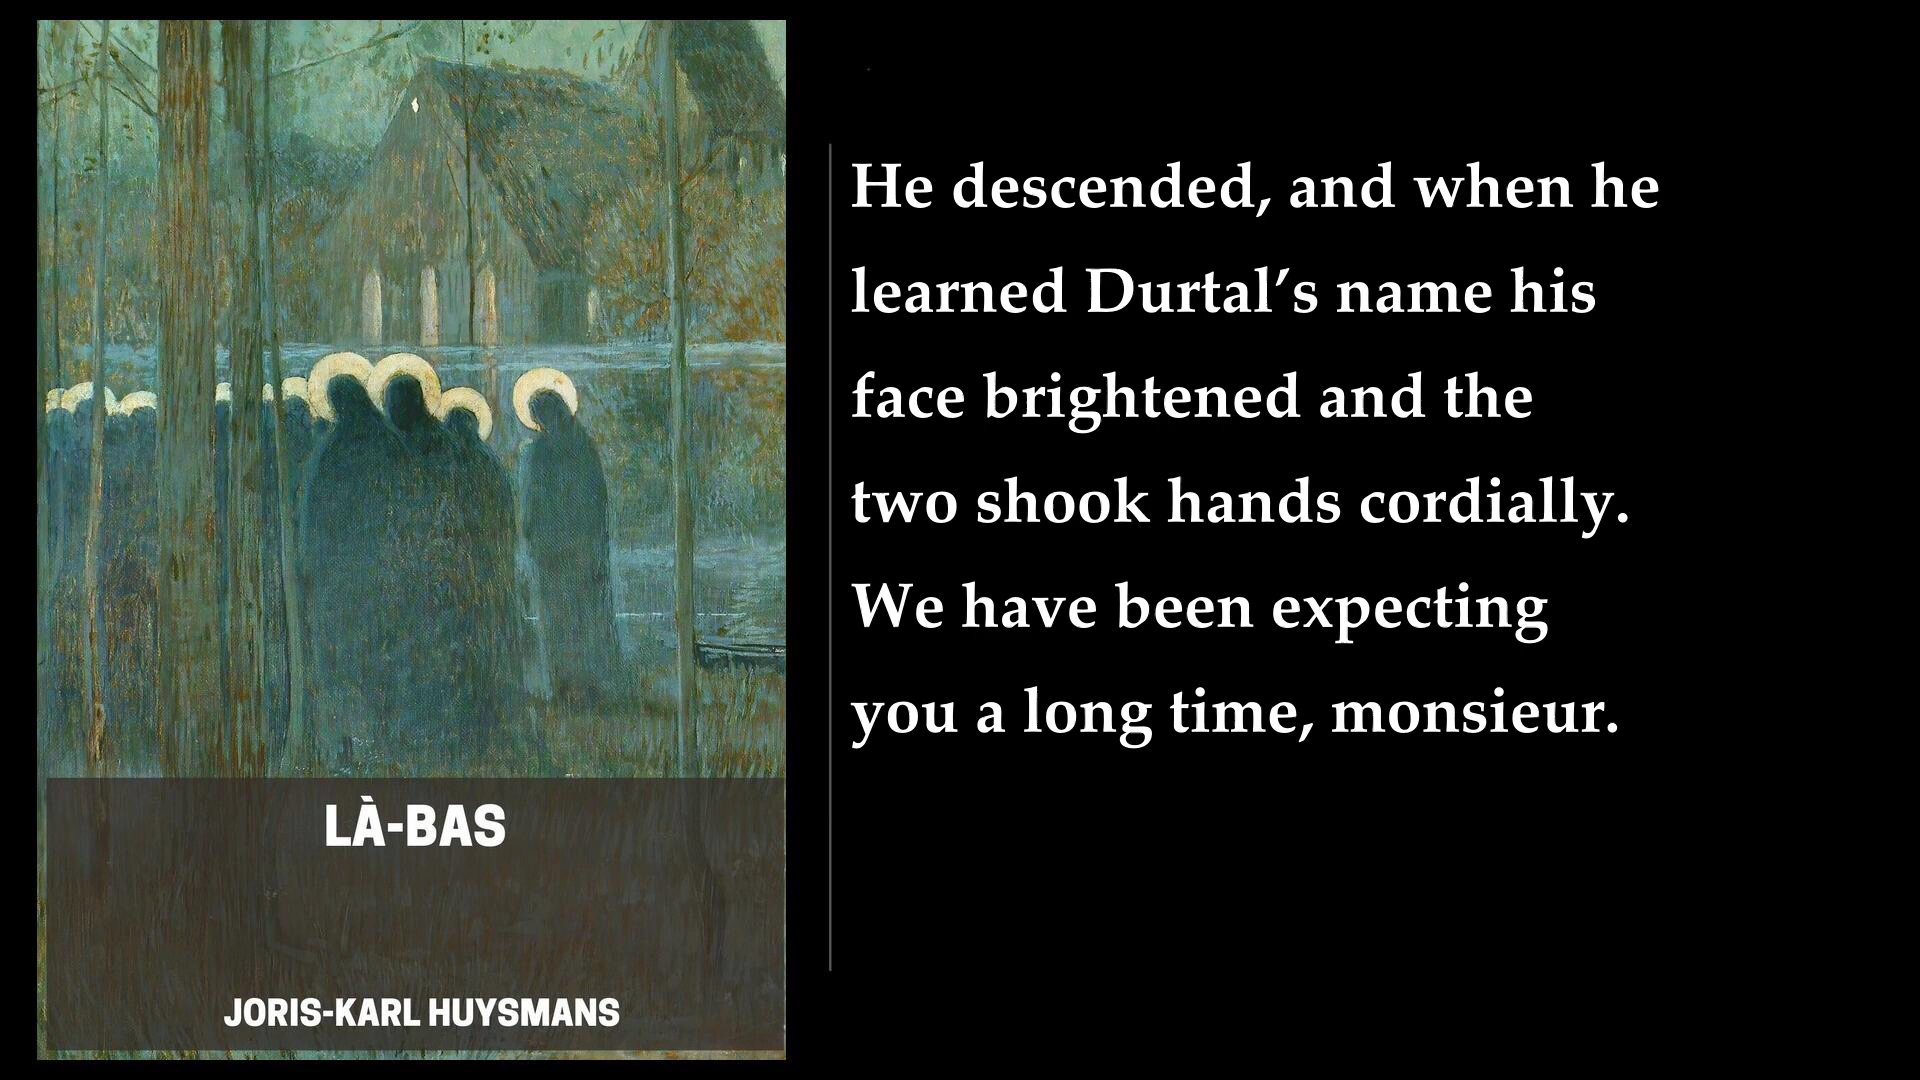 LÀ-BAS
JORIS-KARL HUYSMANS
He descended, and when he
learned Durtal’s name his
face brightened and the
two shook hands cordially.
We have been expecting
you a long time, monsieur.